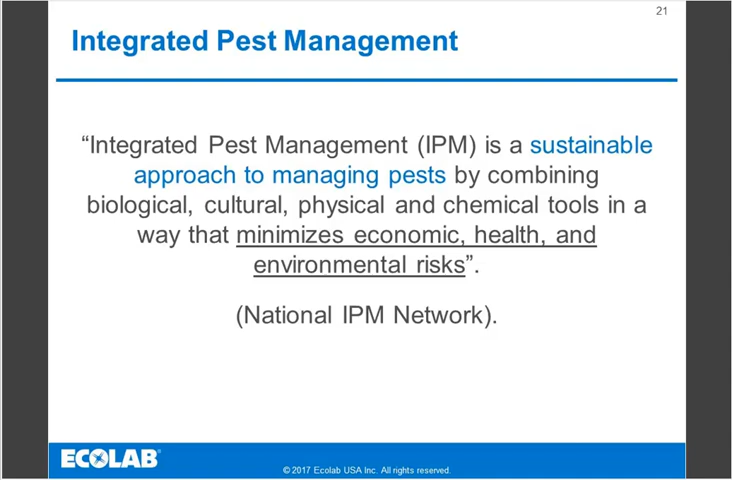 21
Integrated Pest Management
“Integrated Pest Management (IPM) is a sustainable
approach to managing pests by combining
biological, cultural, physical and chemical tools in a
way that minimizes economic, health, and
environmental risks”.
(National IPM Network).
ECOLAB®
© 2017 Ecolab USA Inc. All rights reserved.